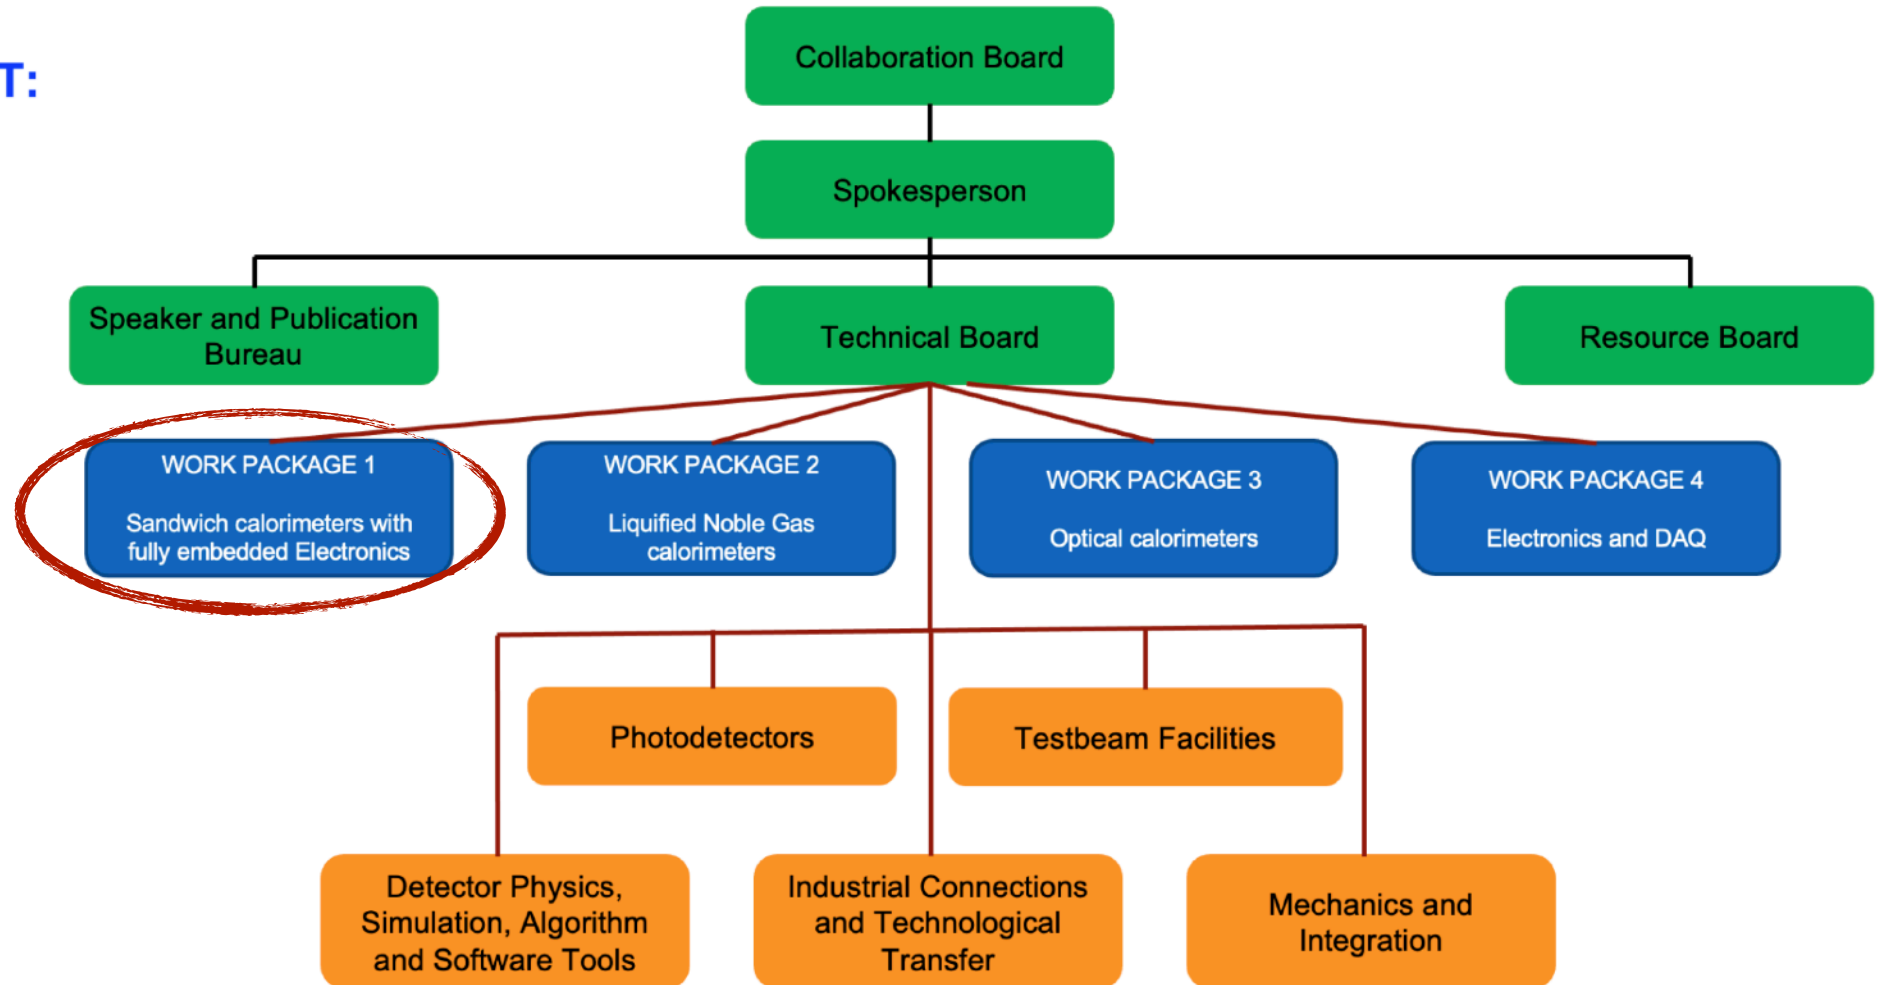 T:
Collaboration Board
Spokesperson
Speaker and Publication
Bureau
Technical Board
Resource Board
WORK PACKAGE 1
Sandwich calorimeters with
fully embedded Electronics
WORK PACKAGE 2
Liquified Noble Gas
calorimeters
WORK PACKAGE 3
Optical calorimeters
WORK PACKAGE 4
Electronics and DAQ
Photodetectors
Testbeam Facilities
Detector Physics,
Simulation, Algorithm
and Software Tools
Industrial Connections
and Technological
Transfer
Mechanics and
Integration